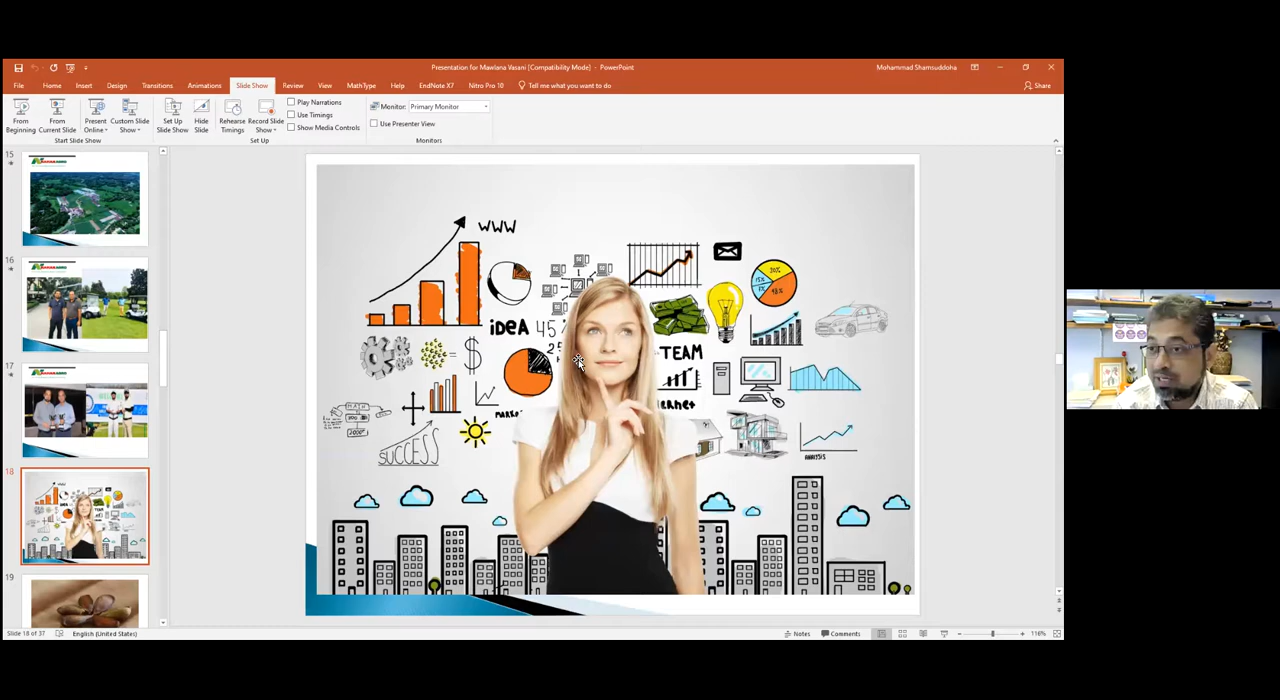 Presentation for Mawlana Vasani [Compatibility Mode] - PowerPoint
Mohammad Shamsuddoha
File Home Insert Design Transitions Animations Slide Show Review View MathType Help EndNote X7 Nitro Pro 10 Tell me what you want to do
Share
From Beginning
From Current Slide
Present Online
Custom Slide Show
Set Up Slide Show
Hide Slide
Rehearse Timings
Record Slide Show
Play Narrations
Use Timings
Show Media Controls
Monitor: Primary Monitor
Use Presenter View
Start Slide Show
Set Up
Monitors
15
16
17
18
19
WWW
iDEA
45%
TEAM
20%
15%
$
SUCCESS
ANALYSIS
Slide 18 of 37
English (United States)
Notes
Comments
116%